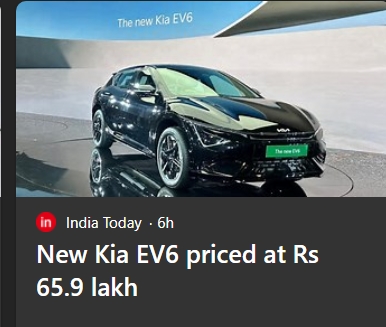 The new Kia EV6
KIA
The new EV6
in India Today · 6h
New Kia EV6 priced at Rs
65.9 lakh